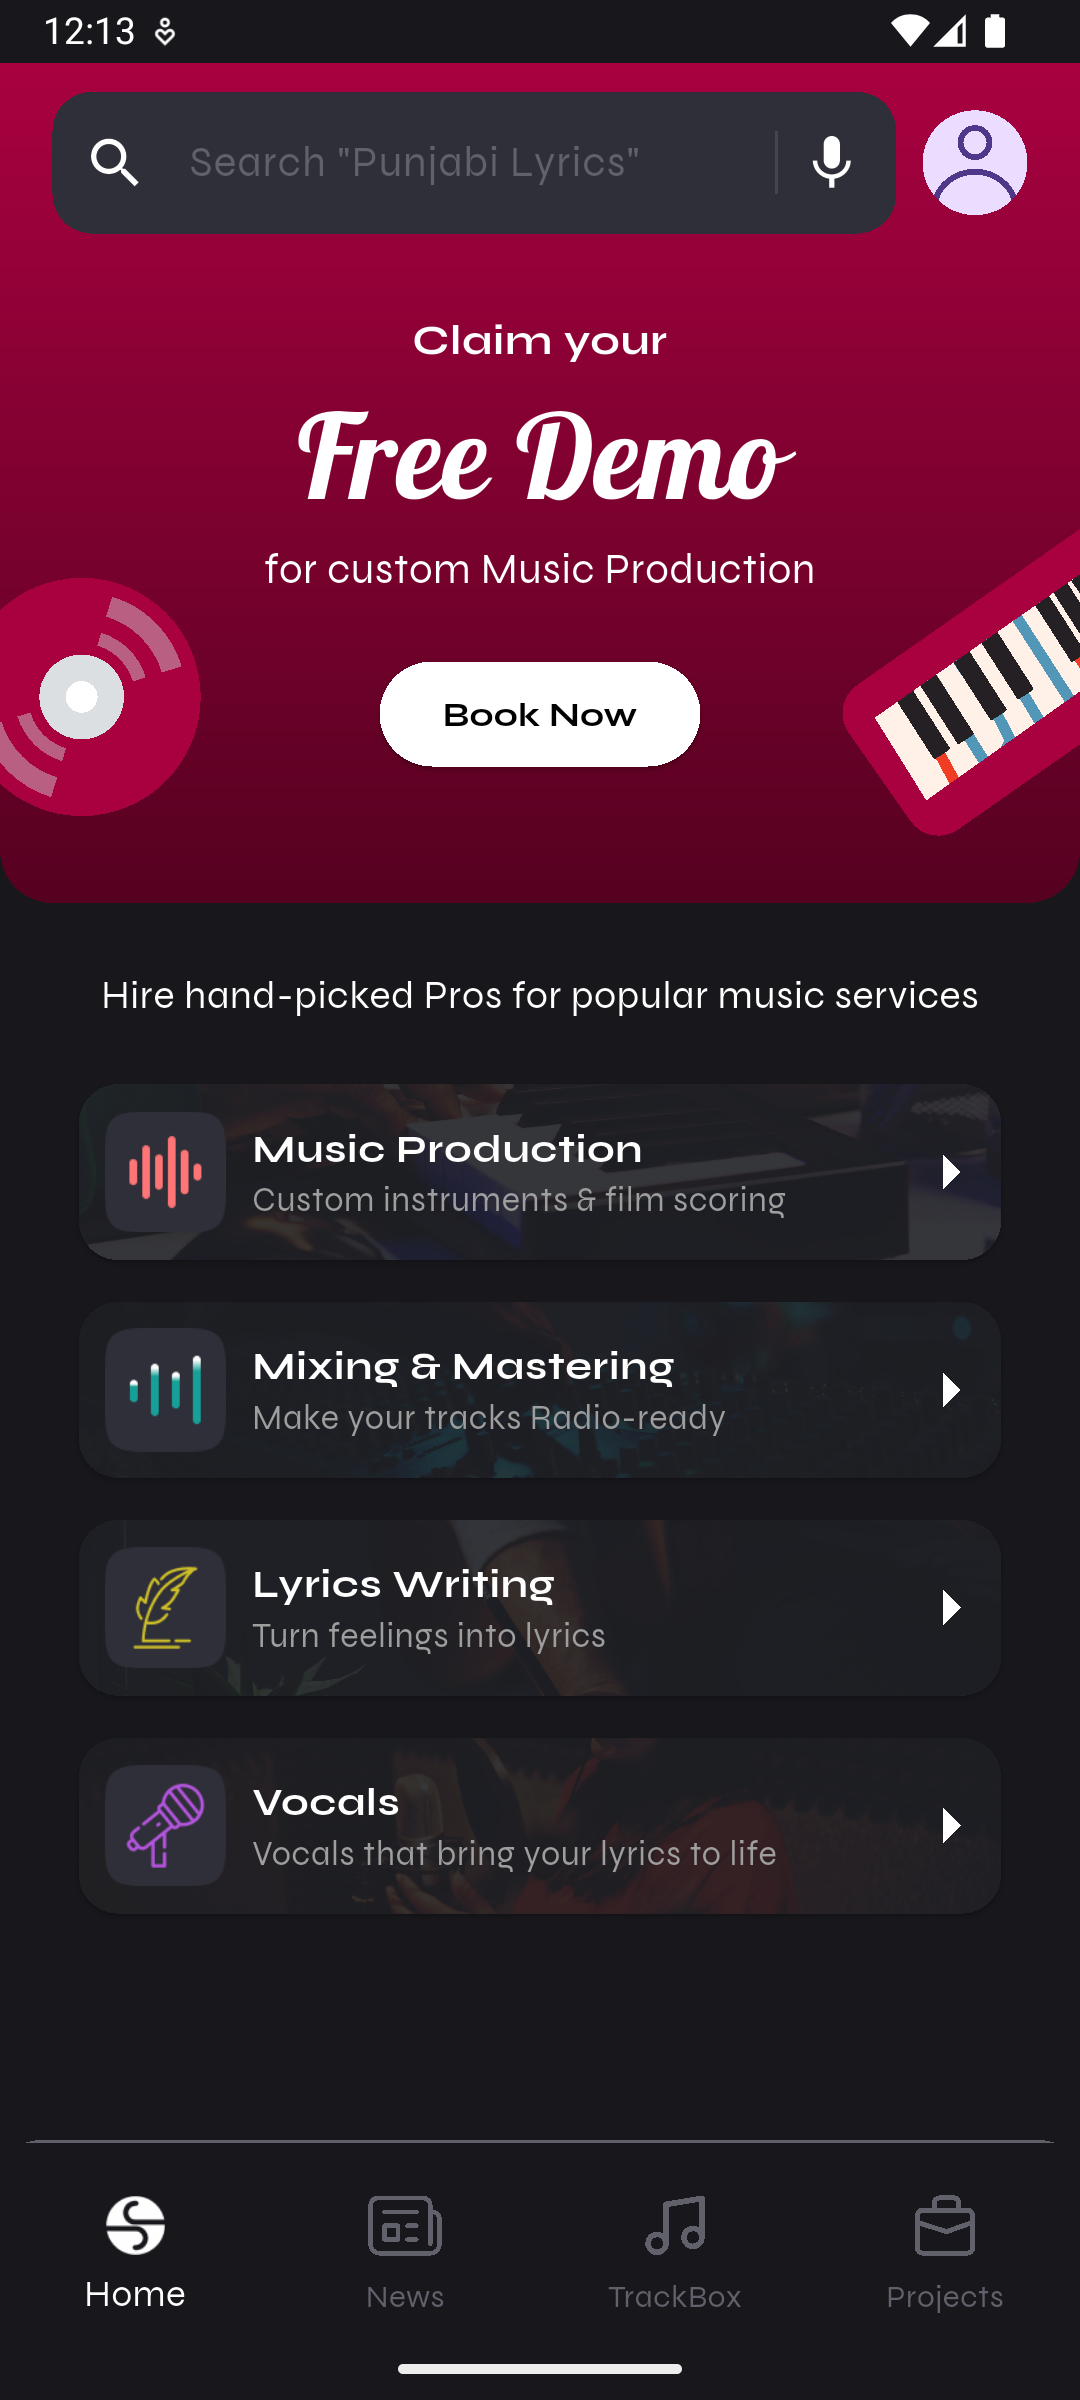 12:13
Search "Punjabi Lyrics"
Claim your
Free Demo
for custom Music Production
Book Now
Hire hand-picked Pros for popular music services
Music Production
Custom instruments & film scoring
Mixing & Mastering
Make your tracks Radio-ready
Lyrics Writing
Turn feelings into lyrics
Vocals
Vocals that bring your lyrics to life
Home
News
TrackBox
Projects